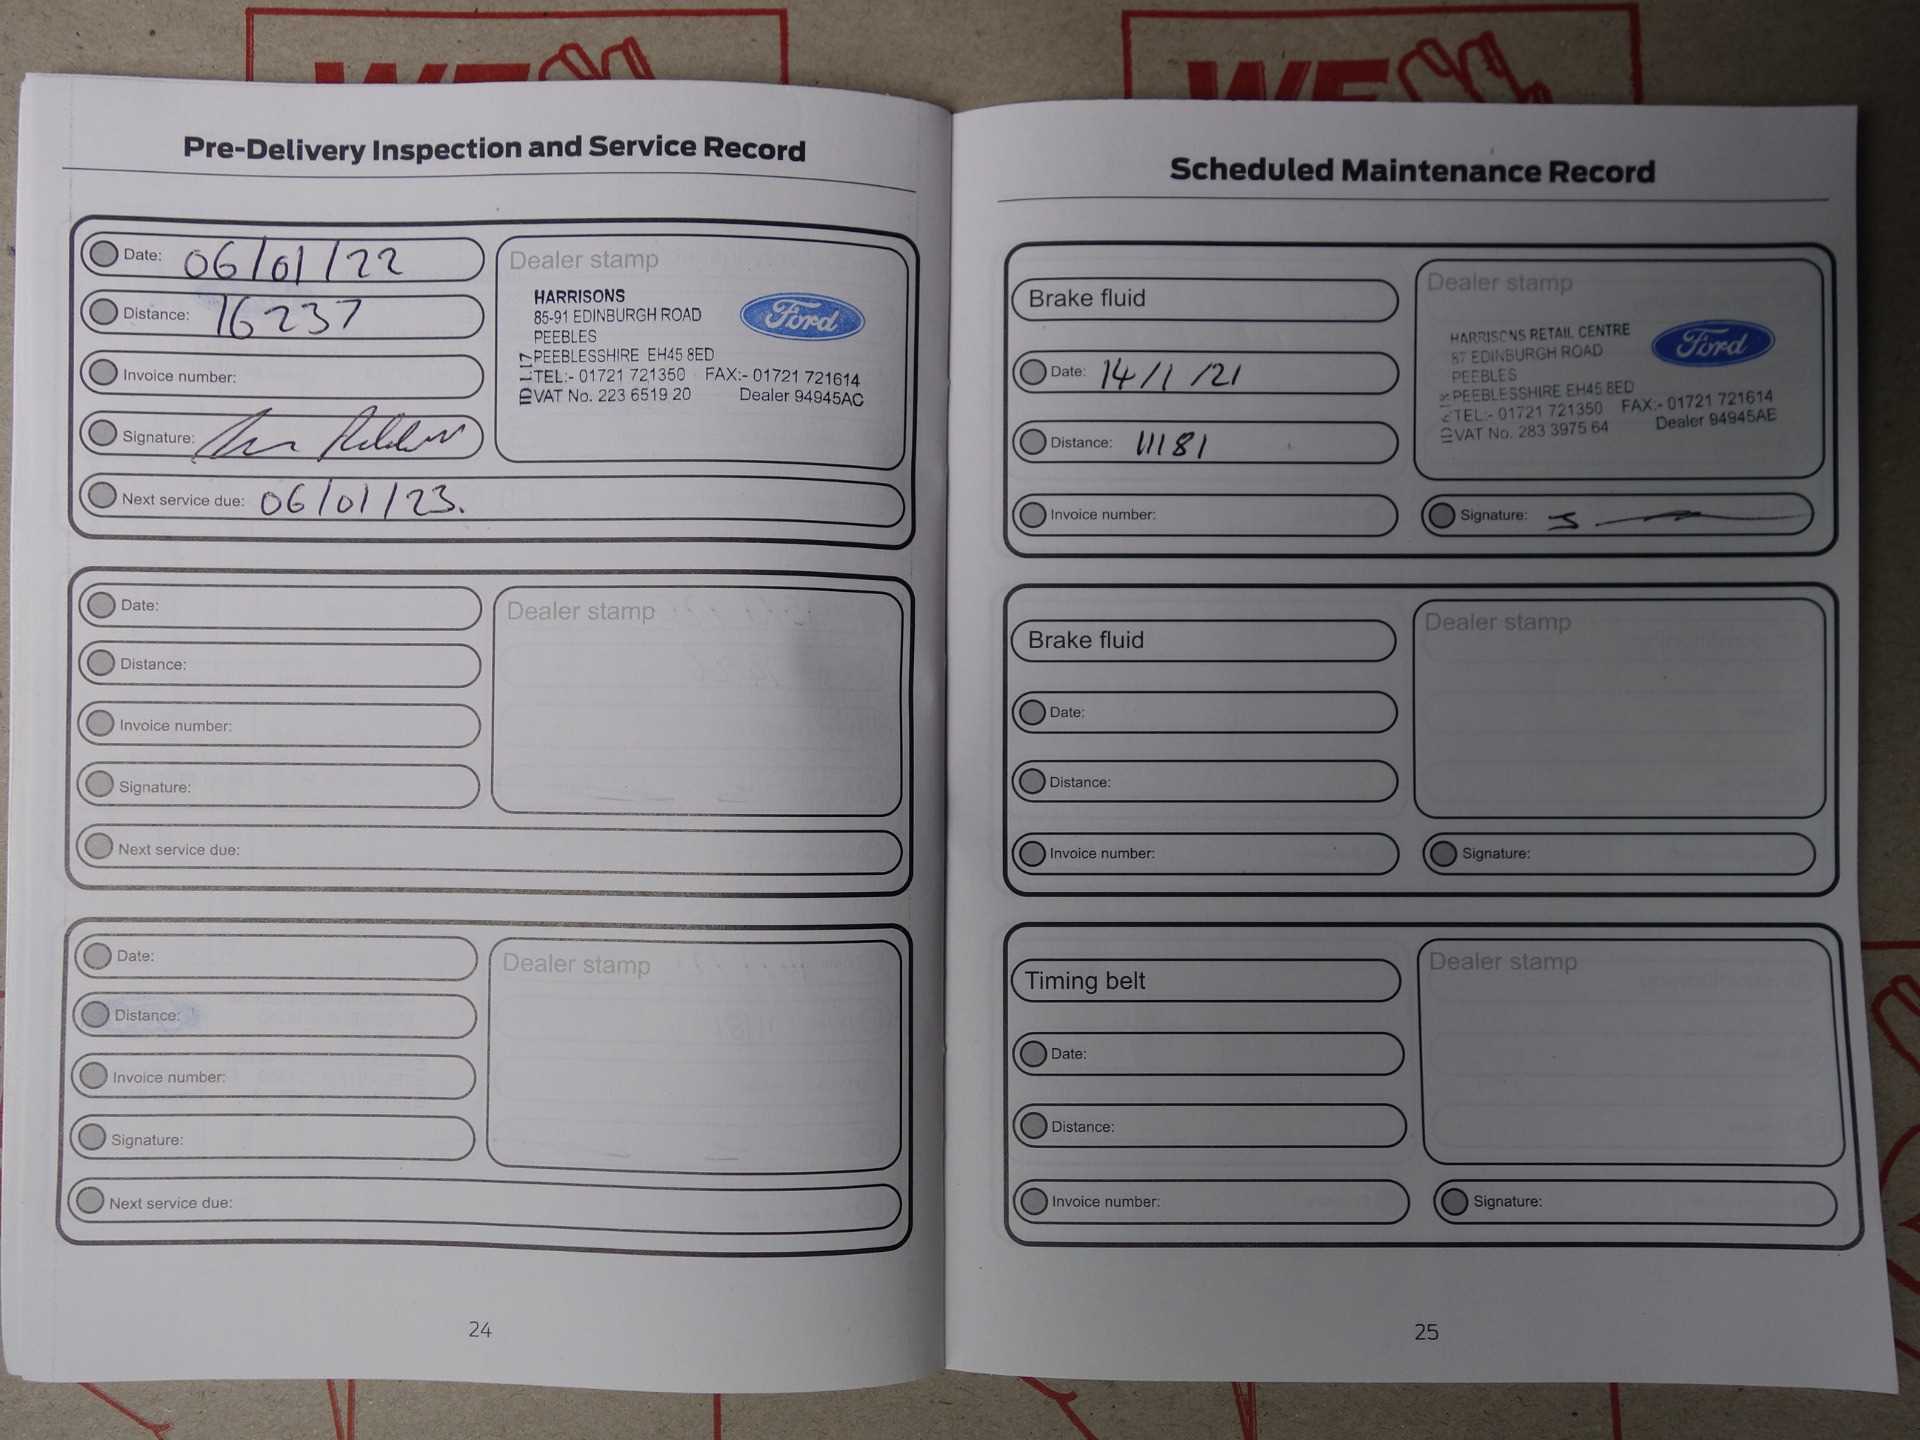 WE
WE
Pre-Delivery Inspection and Service Record
Date: 06/01/22
Distance: 16237
Invoice number:
Signature:
Next service due: 06/01/23.
Dealer stamp
HARRISONS
85-91 EDINBURGH ROAD
PEEBLES
PEEBLESSHIRE EH45 8ED
TEL:- 01721 721350 FAX:- 01721 721614
VAT No. 223 6519 20 Dealer 94945AC
Ford
Date:
Distance:
Invoice number:
Signature:
Next service due:
Dealer stamp
Date:
Distance:
Invoice number:
Signature:
Next service due:
Dealer stamp
24
Scheduled Maintenance Record
Brake fluid
Date: 14/1/21
Distance: 11181
Invoice number:
Dealer stamp
HARRISONS RETAIL CENTRE
87 EDINBURGH ROAD
PEEBLES
PEEBLESSHIRE EH45 8ED
TEL:- 01721 721350 FAX:- 01721 721614
VAT No. 283 3975 64 Dealer 94945AE
Ford
Signature:
Brake fluid
Date:
Distance:
Invoice number:
Dealer stamp
Signature:
Timing belt
Date:
Distance:
Invoice number:
Dealer stamp
Signature:
25